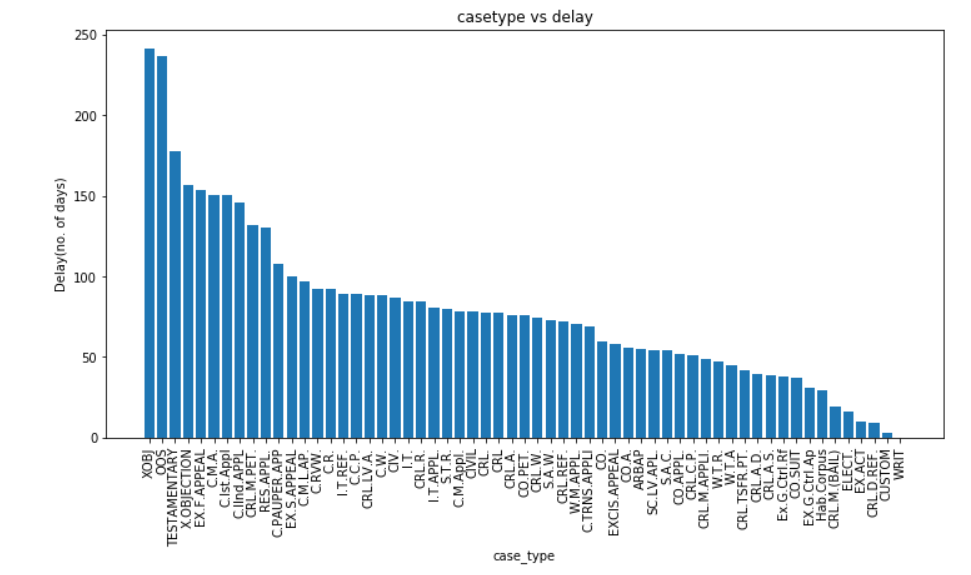 casetype vs delay
Delay(no. of days)
250
200
150
100
50
0
XOBJ
OOS
TESTAMENTARY
X.OBJECTION
EX.F.APPEAL
C.M.A.
C.Ist.Appl
C.IInd.APPL
CRL.M.PET.
RES.APPL.
C.PAUPER.APP
EX.S.APPEAL
C.M.L.AP.
C.RVW.
C.R.
I.T.REF.
C.C.P.
CRL.LV.A.
C.W.
CIV.
I.T.
CRL.R.
I.T.APPL.
S.T.R.
C.M.Appl.
CIVIL
CRL.
CRL
CRL.A.
CO.PET.
CRL.W.
S.A.W.
CRL.REF.
W.M.APPL.
C.TRNS.APPLI
CO.
EXCIS.APPEAL
CO.A.
ARBAP
SC.LV.APL.
S.A.C.
CO.APPL.
CRL.C.P.
CRL.M.APPLI.
W.T.R.
W.T.A
CRL.TSFR.PT.
CRL.A.D.
CRL.A.S.
Ex.G.Ctrl.Rf
CO.SUIT
EX.G.Ctrl.Ap
Hab.Corpus
CRL.M.(BAIL)
ELECT.
EX.ACT
CRL.D.REF.
CUSTOM
WRIT
case_type